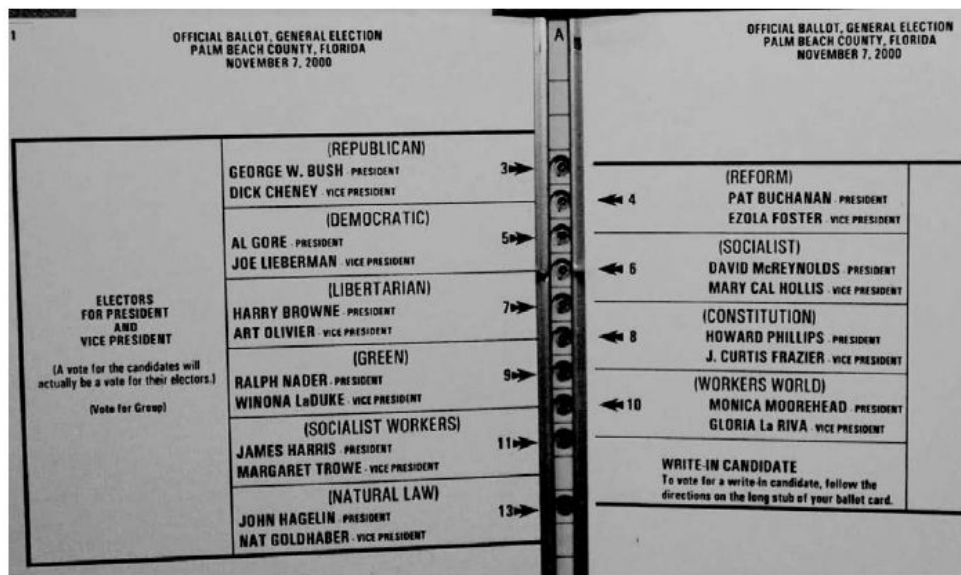 1
OFFICIAL BALLOT, GENERAL ELECTION
PALM BEACH COUNTY, FLORIDA
NOVEMBER 7, 2000
ELECTORS
FOR PRESIDENT
AND
VICE PRESIDENT
(A vote for the candidates will
actually be a vote for their electors.)
(Vote for Group)
(REPUBLICAN)
GEORGE W. BUSH - PRESIDENT
DICK CHENEY - VICE PRESIDENT
3
(DEMOCRATIC)
AL GORE - PRESIDENT
JOE LIEBERMAN - VICE PRESIDENT
5
(LIBERTARIAN)
HARRY BROWNE - PRESIDENT
ART OLIVIER - VICE PRESIDENT
7
(GREEN)
RALPH NADER - PRESIDENT
WINONA LaDUKE - VICE PRESIDENT
9
(SOCIALIST WORKERS)
JAMES HARRIS - PRESIDENT
MARGARET TROWE - VICE PRESIDENT
11
(NATURAL LAW)
JOHN HAGELIN - PRESIDENT
NAT GOLDHABER - VICE PRESIDENT
13
A
OFFICIAL BALLOT, GENERAL ELECTION
PALM BEACH COUNTY, FLORIDA
NOVEMBER 7, 2000
(REFORM)
4 PAT BUCHANAN - PRESIDENT
EZOLA FOSTER - VICE PRESIDENT
(SOCIALIST)
6 DAVID McREYNOLDS - PRESIDENT
MARY CAL HOLLIS - VICE PRESIDENT
(CONSTITUTION)
8 HOWARD PHILLIPS - PRESIDENT
J. CURTIS FRAZIER - VICE PRESIDENT
(WORKERS WORLD)
10 MONICA MOOREHEAD - PRESIDENT
GLORIA La RIVA - VICE PRESIDENT
WRITE-IN CANDIDATE
To vote for a write-in candidate, follow the
directions on the long stub of your ballot card.